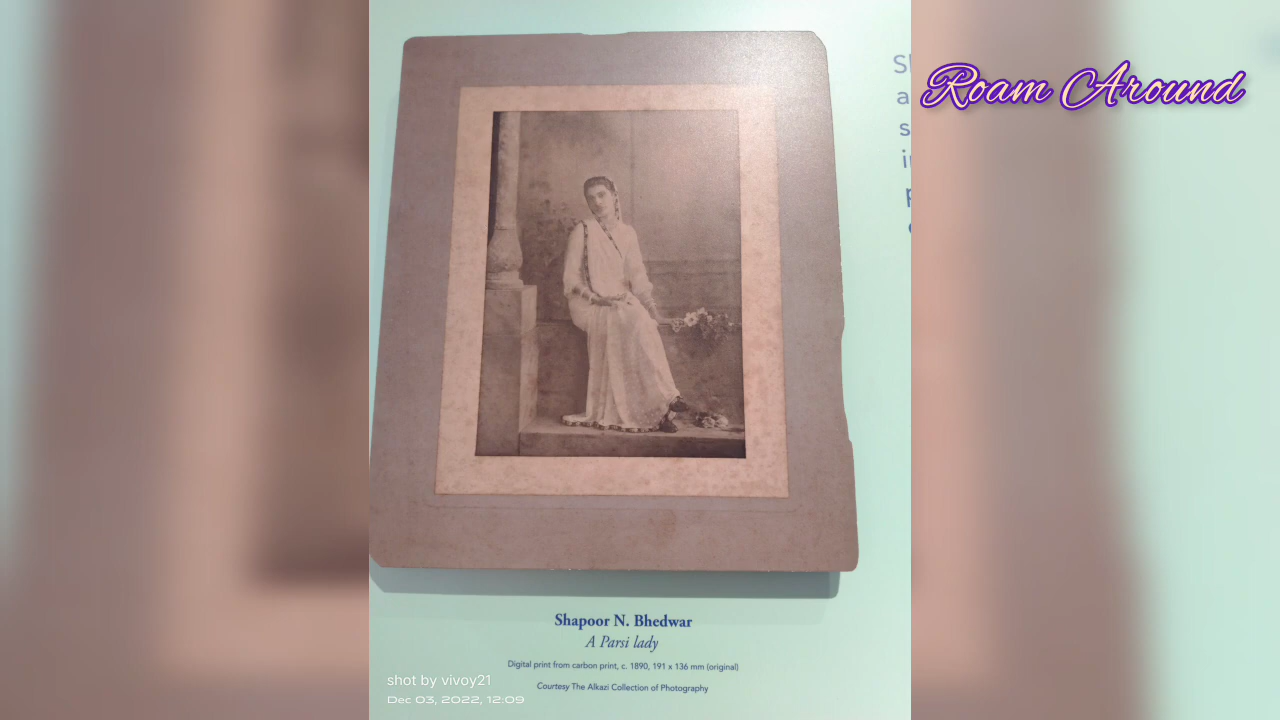 Roam Around
Shapoor N. Bhedwar
A Parsi lady
Digital print from carbon print, c. 1890, 191 x 136 mm (original)
Courtesy The Alkazi Collection of Photography
shot by vivoy21
Dec 03, 2022, 12:09